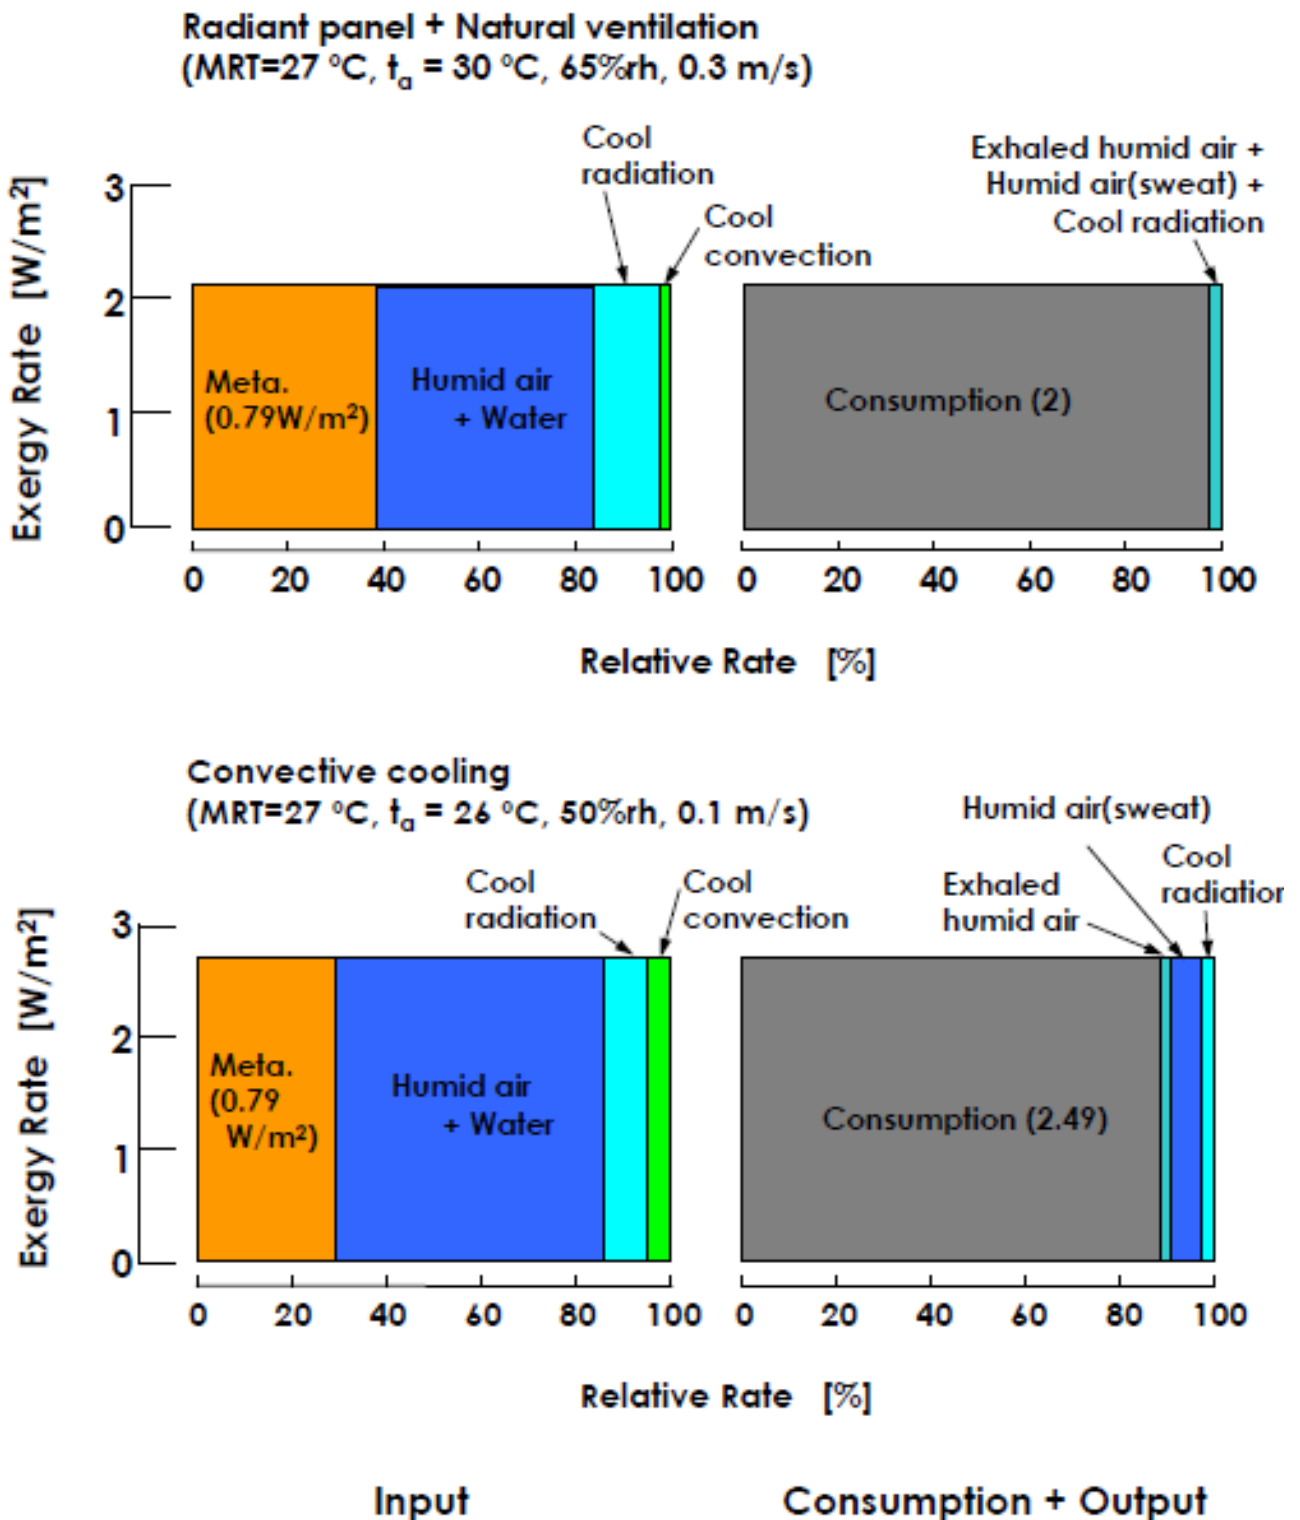 Radiant panel + Natural ventilation
(MRT=27 ºC, tₐ = 30 ºC, 65%rh, 0.3 m/s)
Cool
radiation
Cool
convection
Exhaled humid air +
Humid air(sweat) +
Cool radiation
Exergy Rate [W/m²]
3
2
1
0
Meta.
(0.79W/m²)
Humid air
+ Water
Consumption (2)
0 20 40 60 80 100
0 20 40 60 80 100
Relative Rate [%]
Convective cooling
(MRT=27 ºC, tₐ = 26 ºC, 50%rh, 0.1 m/s)
Cool
radiation
Cool
convection
Humid air(sweat)
Exhaled
humid air
Cool
radiation
Exergy Rate [W/m²]
3
2
1
0
Meta.
(0.79
W/m²)
Humid air
+ Water
Consumption (2.49)
0 20 40 60 80 100
0 20 40 60 80 100
Relative Rate [%]
Input
Consumption + Output